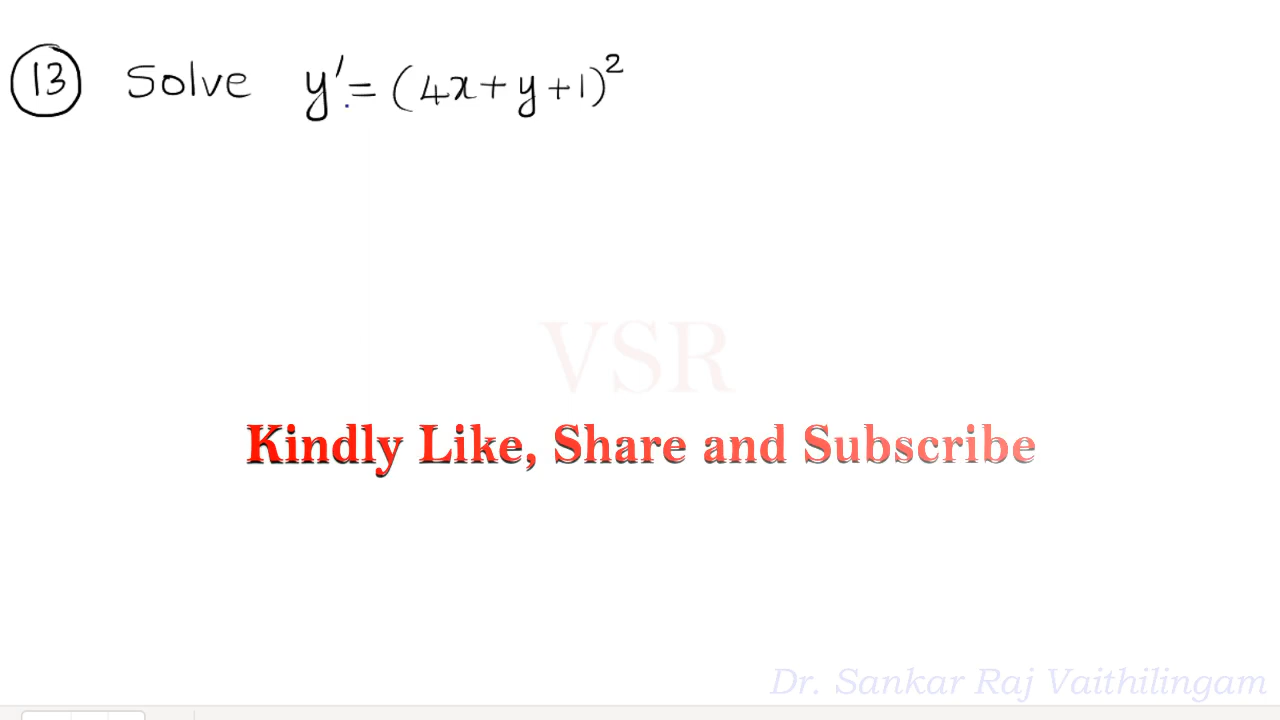 13 Solve y' = (4x+y+1)²
VSR
Kindly Like, Share and Subscribe
Dr. Sankar Raj Vaithilingam